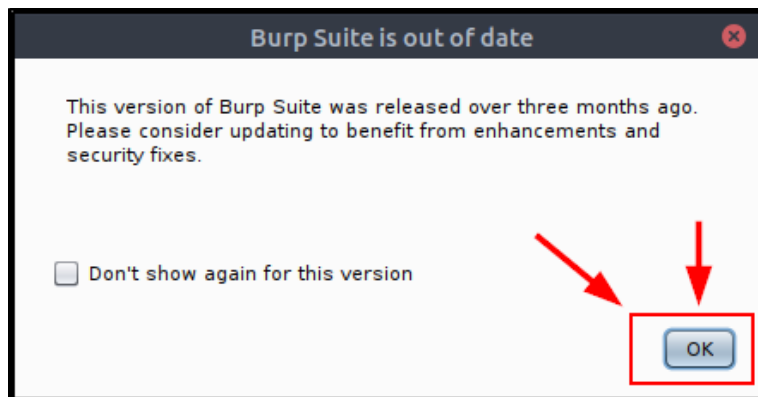 Burp Suite is out of date
This version of Burp Suite was released over three months ago.
Please consider updating to benefit from enhancements and
security fixes.
Don't show again for this version
OK